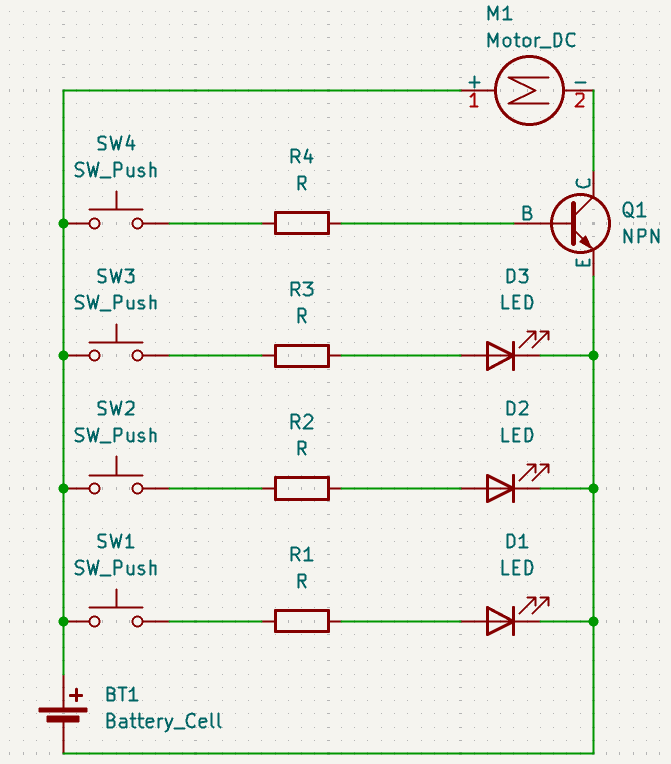 M1
Motor_DC
+
−
1
2
SW4
SW_Push
R4
R
C
B
Q1
NPN
E
SW3
SW_Push
R3
R
D3
LED
SW2
SW_Push
R2
R
D2
LED
SW1
SW_Push
R1
R
D1
LED
+
BT1
Battery_Cell